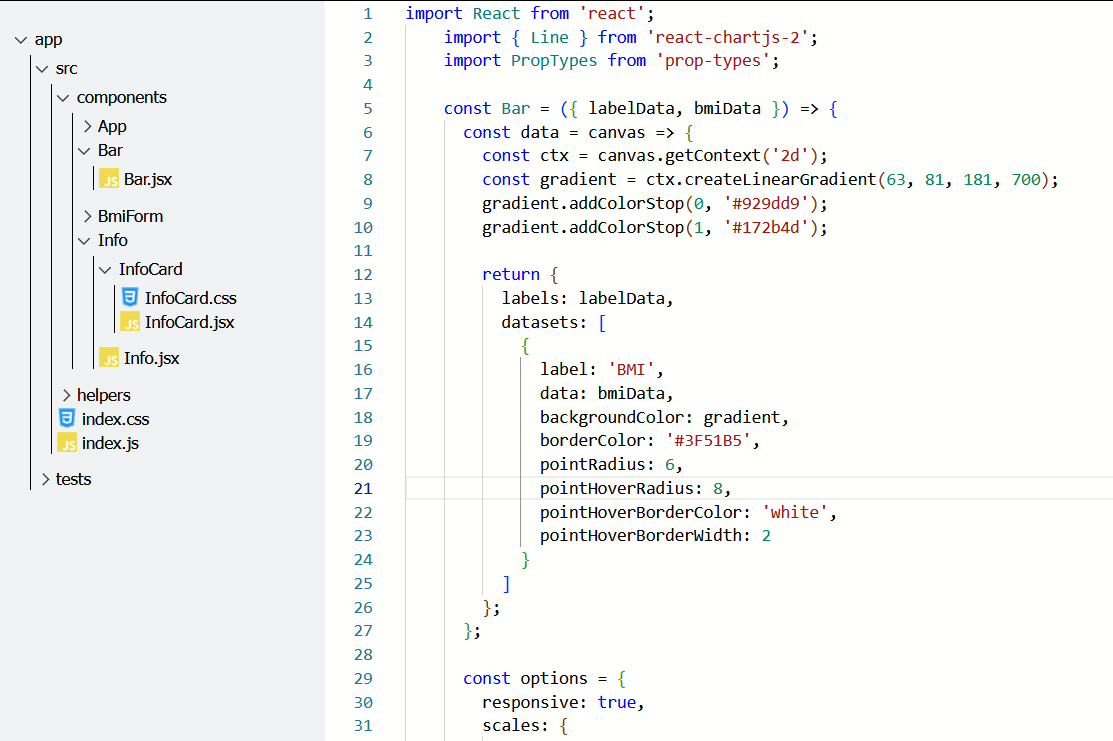 app
src
components
App
Bar
Bar.jsx
BmiForm
Info
InfoCard
InfoCard.css
InfoCard.jsx
Info.jsx
helpers
index.css
index.js
tests
1 import React from 'react';
2 import { Line } from 'react-chartjs-2';
3 import PropTypes from 'prop-types';
4
5 const Bar = ({ labelData, bmiData }) => {
6 const data = canvas => {
7 const ctx = canvas.getContext('2d');
8 const gradient = ctx.createLinearGradient(63, 81, 181, 700);
9 gradient.addColorStop(0, '#929dd9');
10 gradient.addColorStop(1, '#172b4d');
11
12 return {
13 labels: labelData,
14 datasets: [
15 {
16 label: 'BMI',
17 data: bmiData,
18 backgroundColor: gradient,
19 borderColor: '#3F51B5',
20 pointRadius: 6,
21 pointHoverRadius: 8,
22 pointHoverBorderColor: 'white',
23 pointHoverBorderWidth: 2
24 }
25 ]
26 };
27 };
28
29 const options = {
30 responsive: true,
31 scales: {